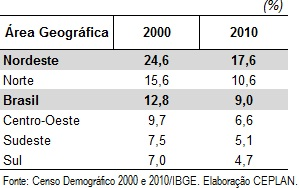 (%)
Área Geográfica 2000 2010
Nordeste 24,6 17,6
Norte 15,6 10,6
Brasil 12,8 9,0
Centro-Oeste 9,7 6,6
Sudeste 7,5 5,1
Sul 7,0 4,7
Fonte: Censo Demográfico 2000 e 2010/IBGE. Elaboração CEPLAN.